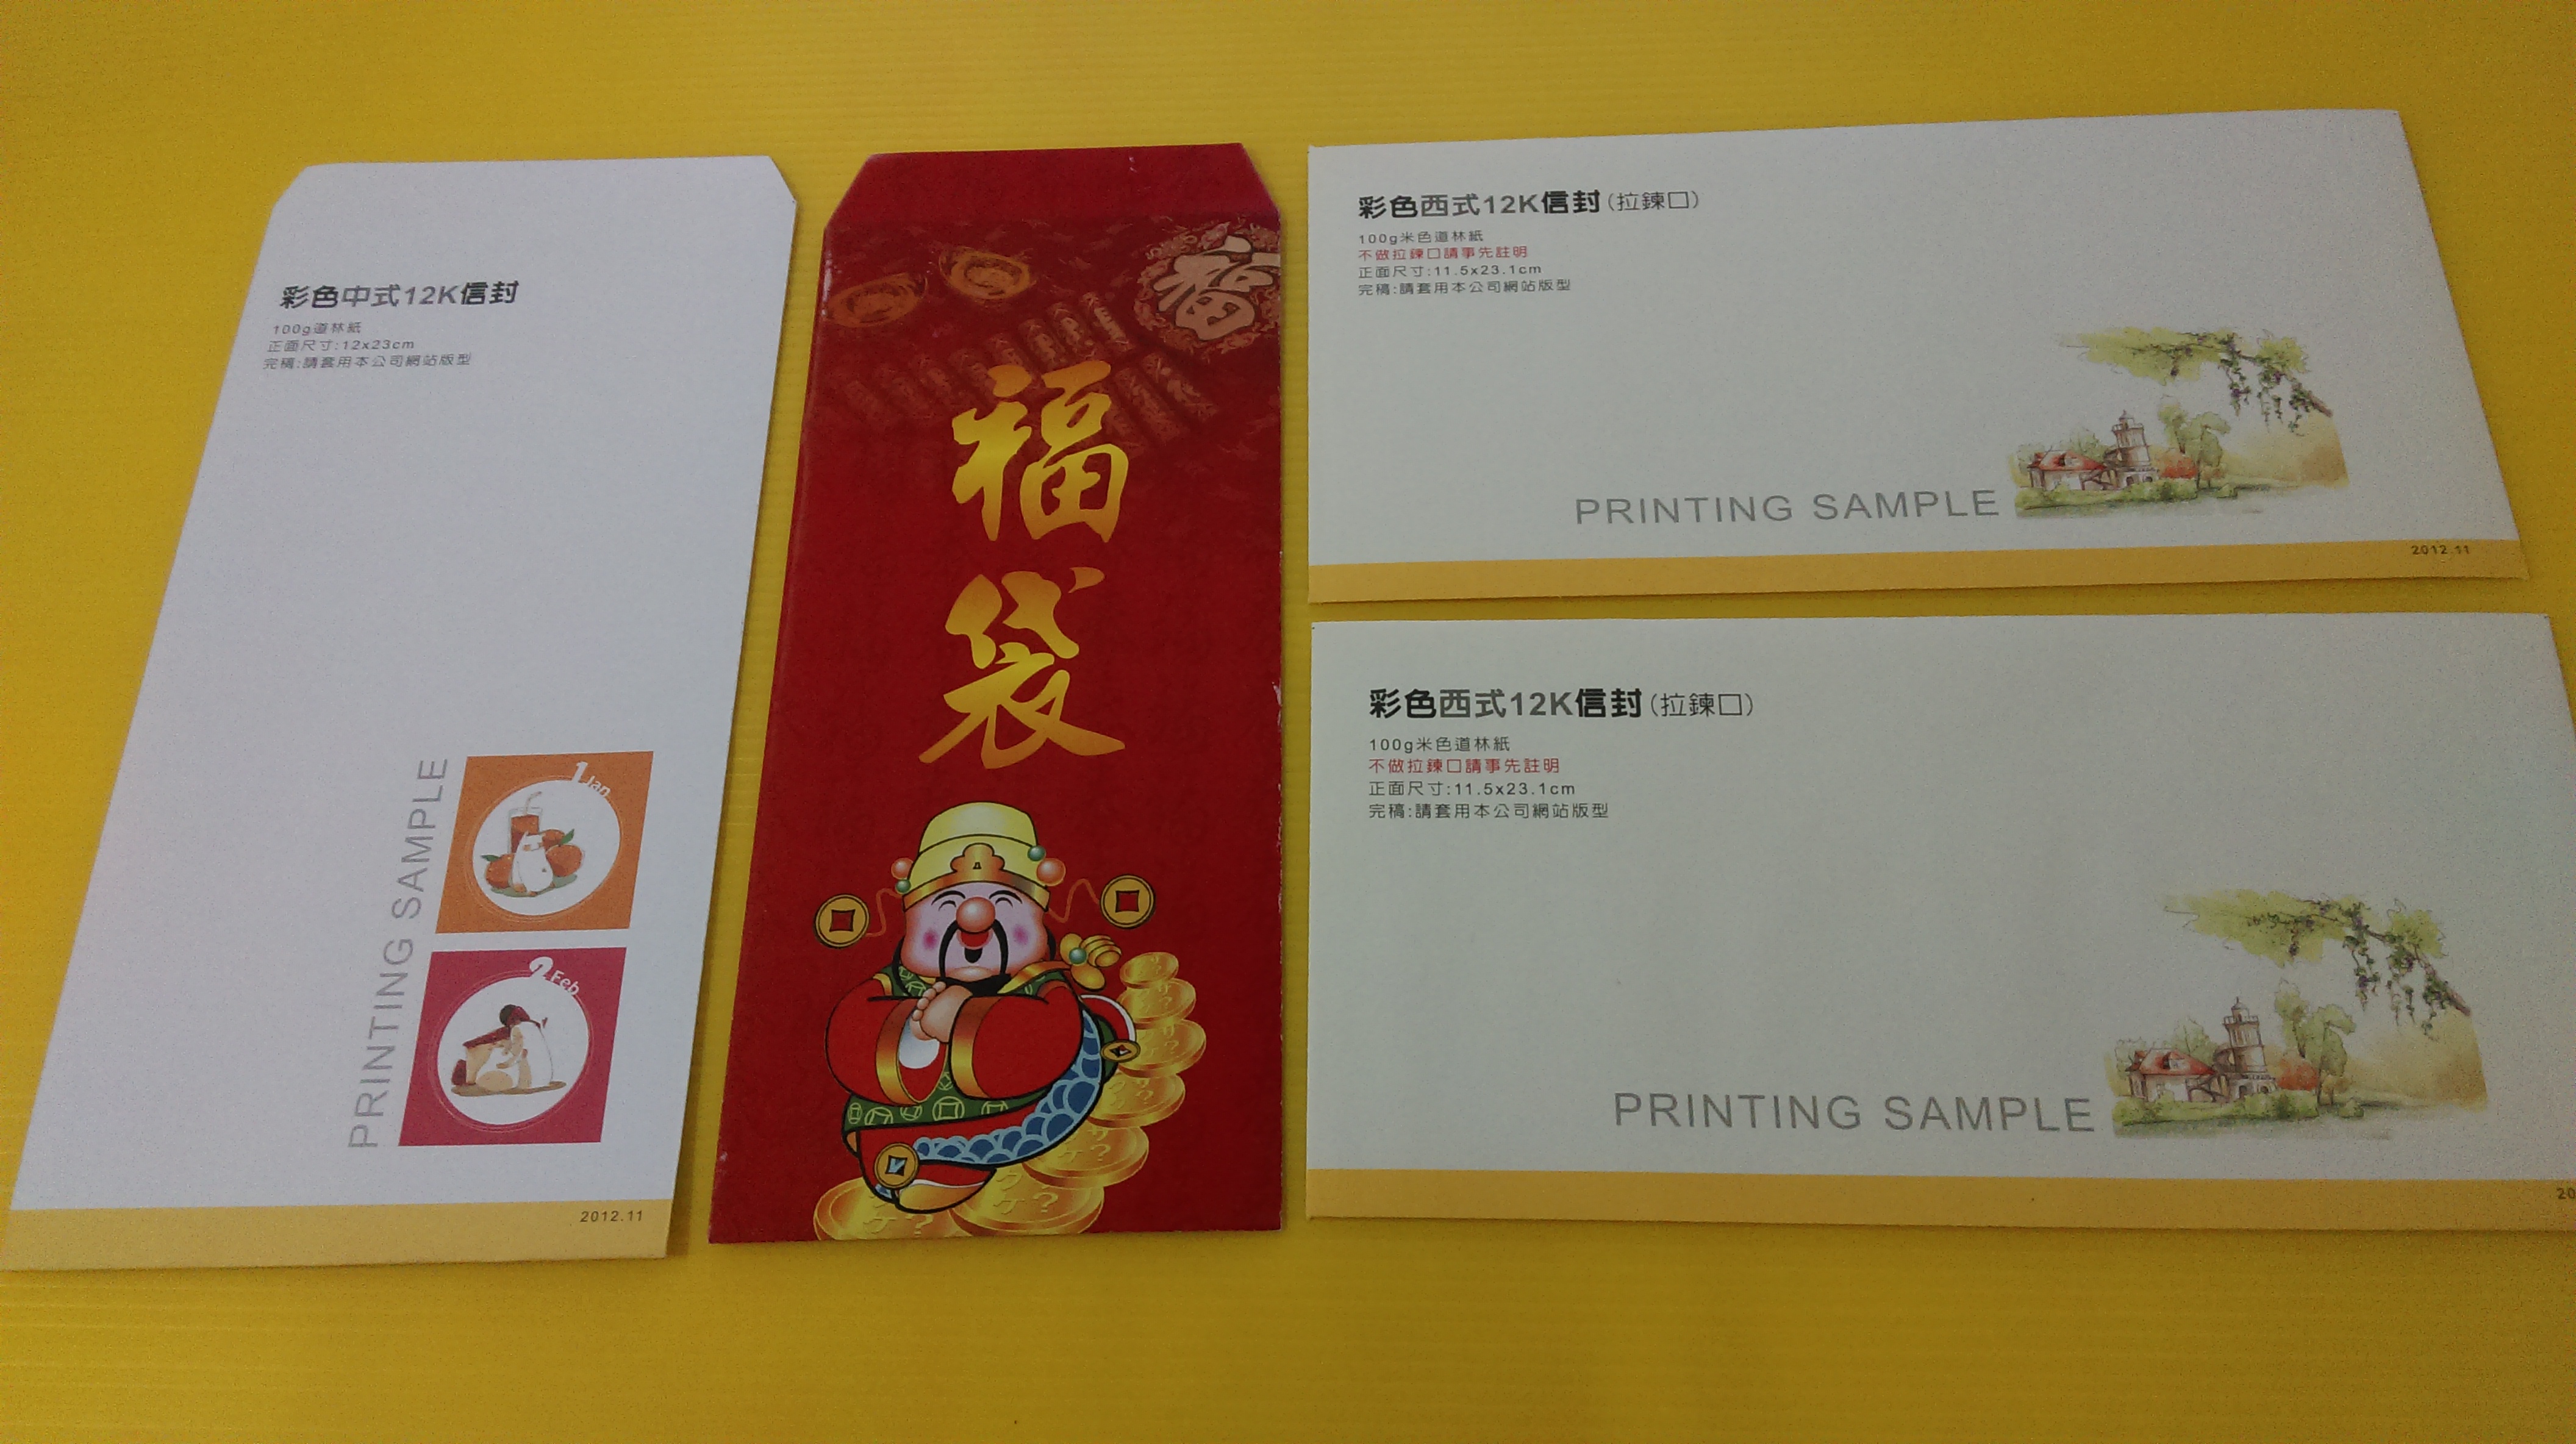 彩色中式12K信封
100g道林紙
正面尺寸:12x23cm
完稿:請套用本公司網站版型
PRINTING SAMPLE
1 Jan
2 Feb
2012.11
福
福
袋
彩色西式12K信封(拉鍊口)
100g米色道林紙
不做拉鍊口請事先註明
正面尺寸:11.5x23.1cm
完稿:請套用本公司網站版型
PRINTING SAMPLE
2012.11
彩色西式12K信封(拉鍊口)
100g米色道林紙
不做拉鍊口請事先註明
正面尺寸:11.5x23.1cm
完稿:請套用本公司網站版型
PRINTING SAMPLE
20